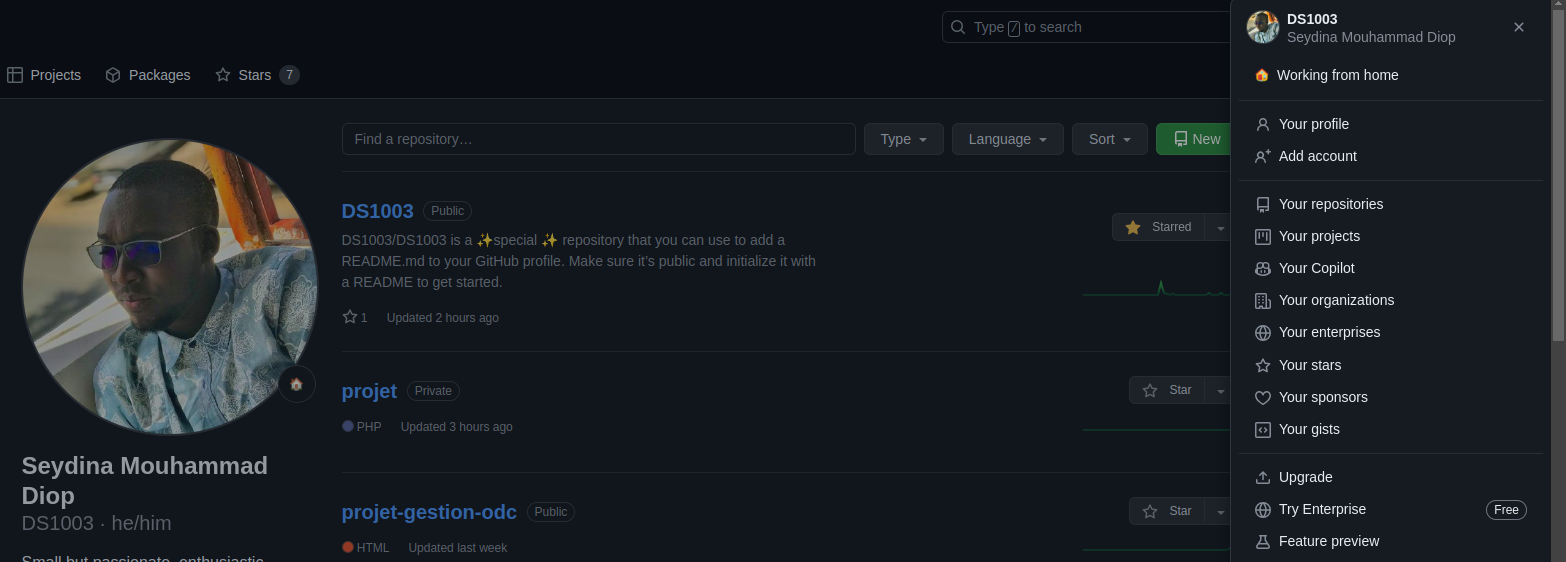 Type / to search
Projects
Packages
Stars 7
Find a repository…
Type
Language
Sort
New
DS1003 Public
Starred
DS1003/DS1003 is a ✨special ✨ repository that you can use to add a
README.md to your GitHub profile. Make sure it's public and initialize it with
a README to get started.
1 Updated 2 hours ago
projet Private
Star
PHP Updated 3 hours ago
projet-gestion-odc Public
Star
HTML Updated last week
Seydina Mouhammad
Diop
DS1003 · he/him
Small but passionate, enthusiastic
DS1003
Seydina Mouhammad Diop
Working from home
Your profile
Add account
Your repositories
Your projects
Your Copilot
Your organizations
Your enterprises
Your stars
Your sponsors
Your gists
Upgrade
Try Enterprise Free
Feature preview